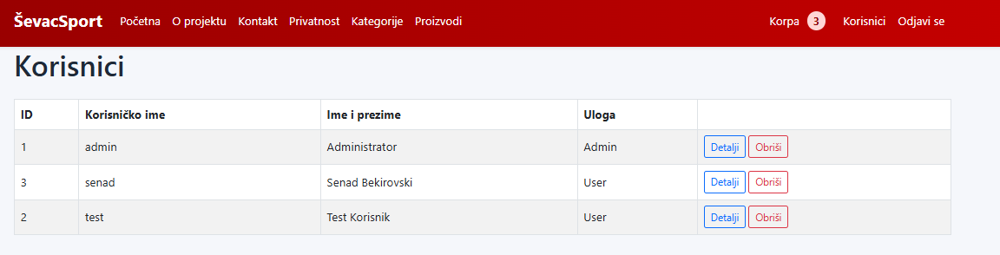 ŠevacSport Početna O projektu Kontakt Privatnost Kategorije Proizvodi Korpa 3 Korisnici Odjavi se
Korisnici
ID Korisničko ime Ime i prezime Uloga
1 admin Administrator Admin Detalji Obriši
3 senad Senad Bekirovski User Detalji Obriši
2 test Test Korisnik User Detalji Obriši